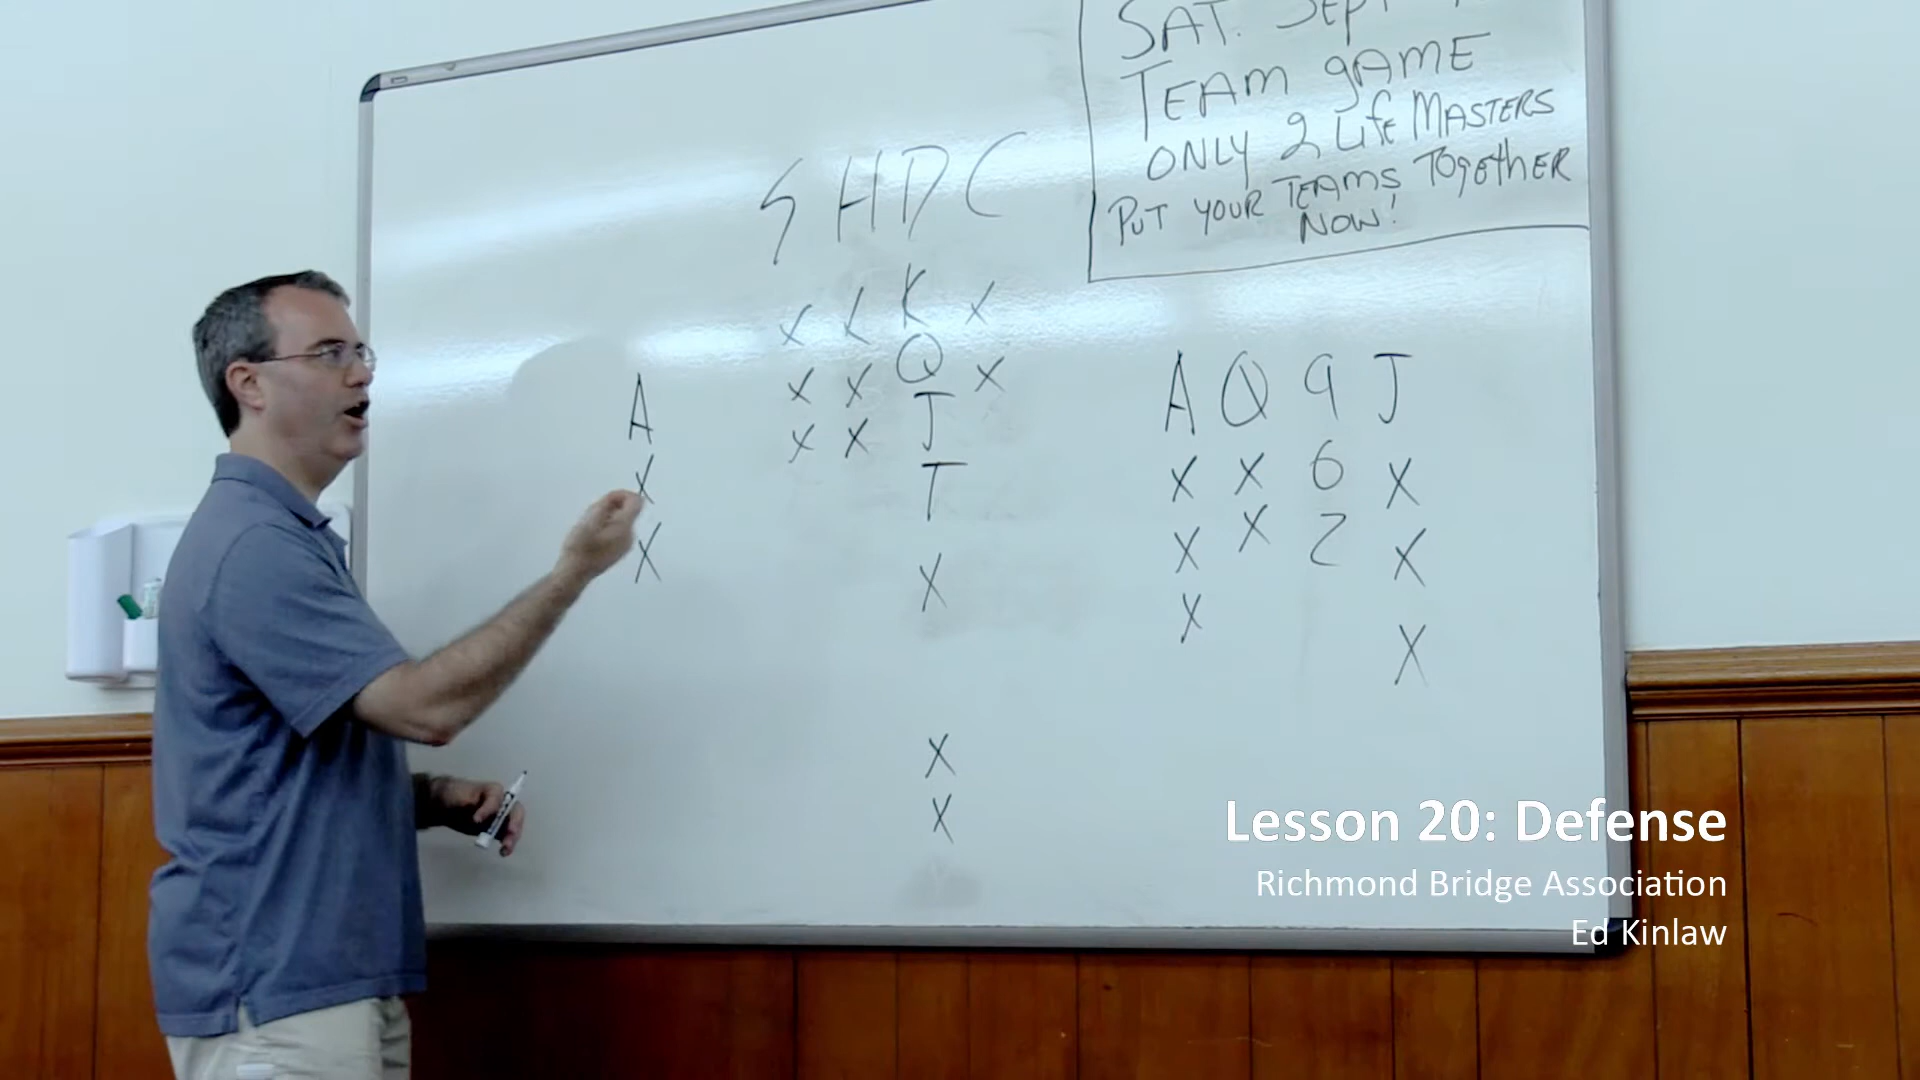 SAT. SEPT
TEAM gAME
ONLY 2 Life MASTERS
PUT YOUR TEAMS TOgethER
NOW!
S H D C
x x K x
x x Q x
x x J
T
X
A
X
X
A Q 9 J
X X 6 X
X X 2 X
X X
X
X
Lesson 20: Defense
Richmond Bridge Association
Ed Kinlaw